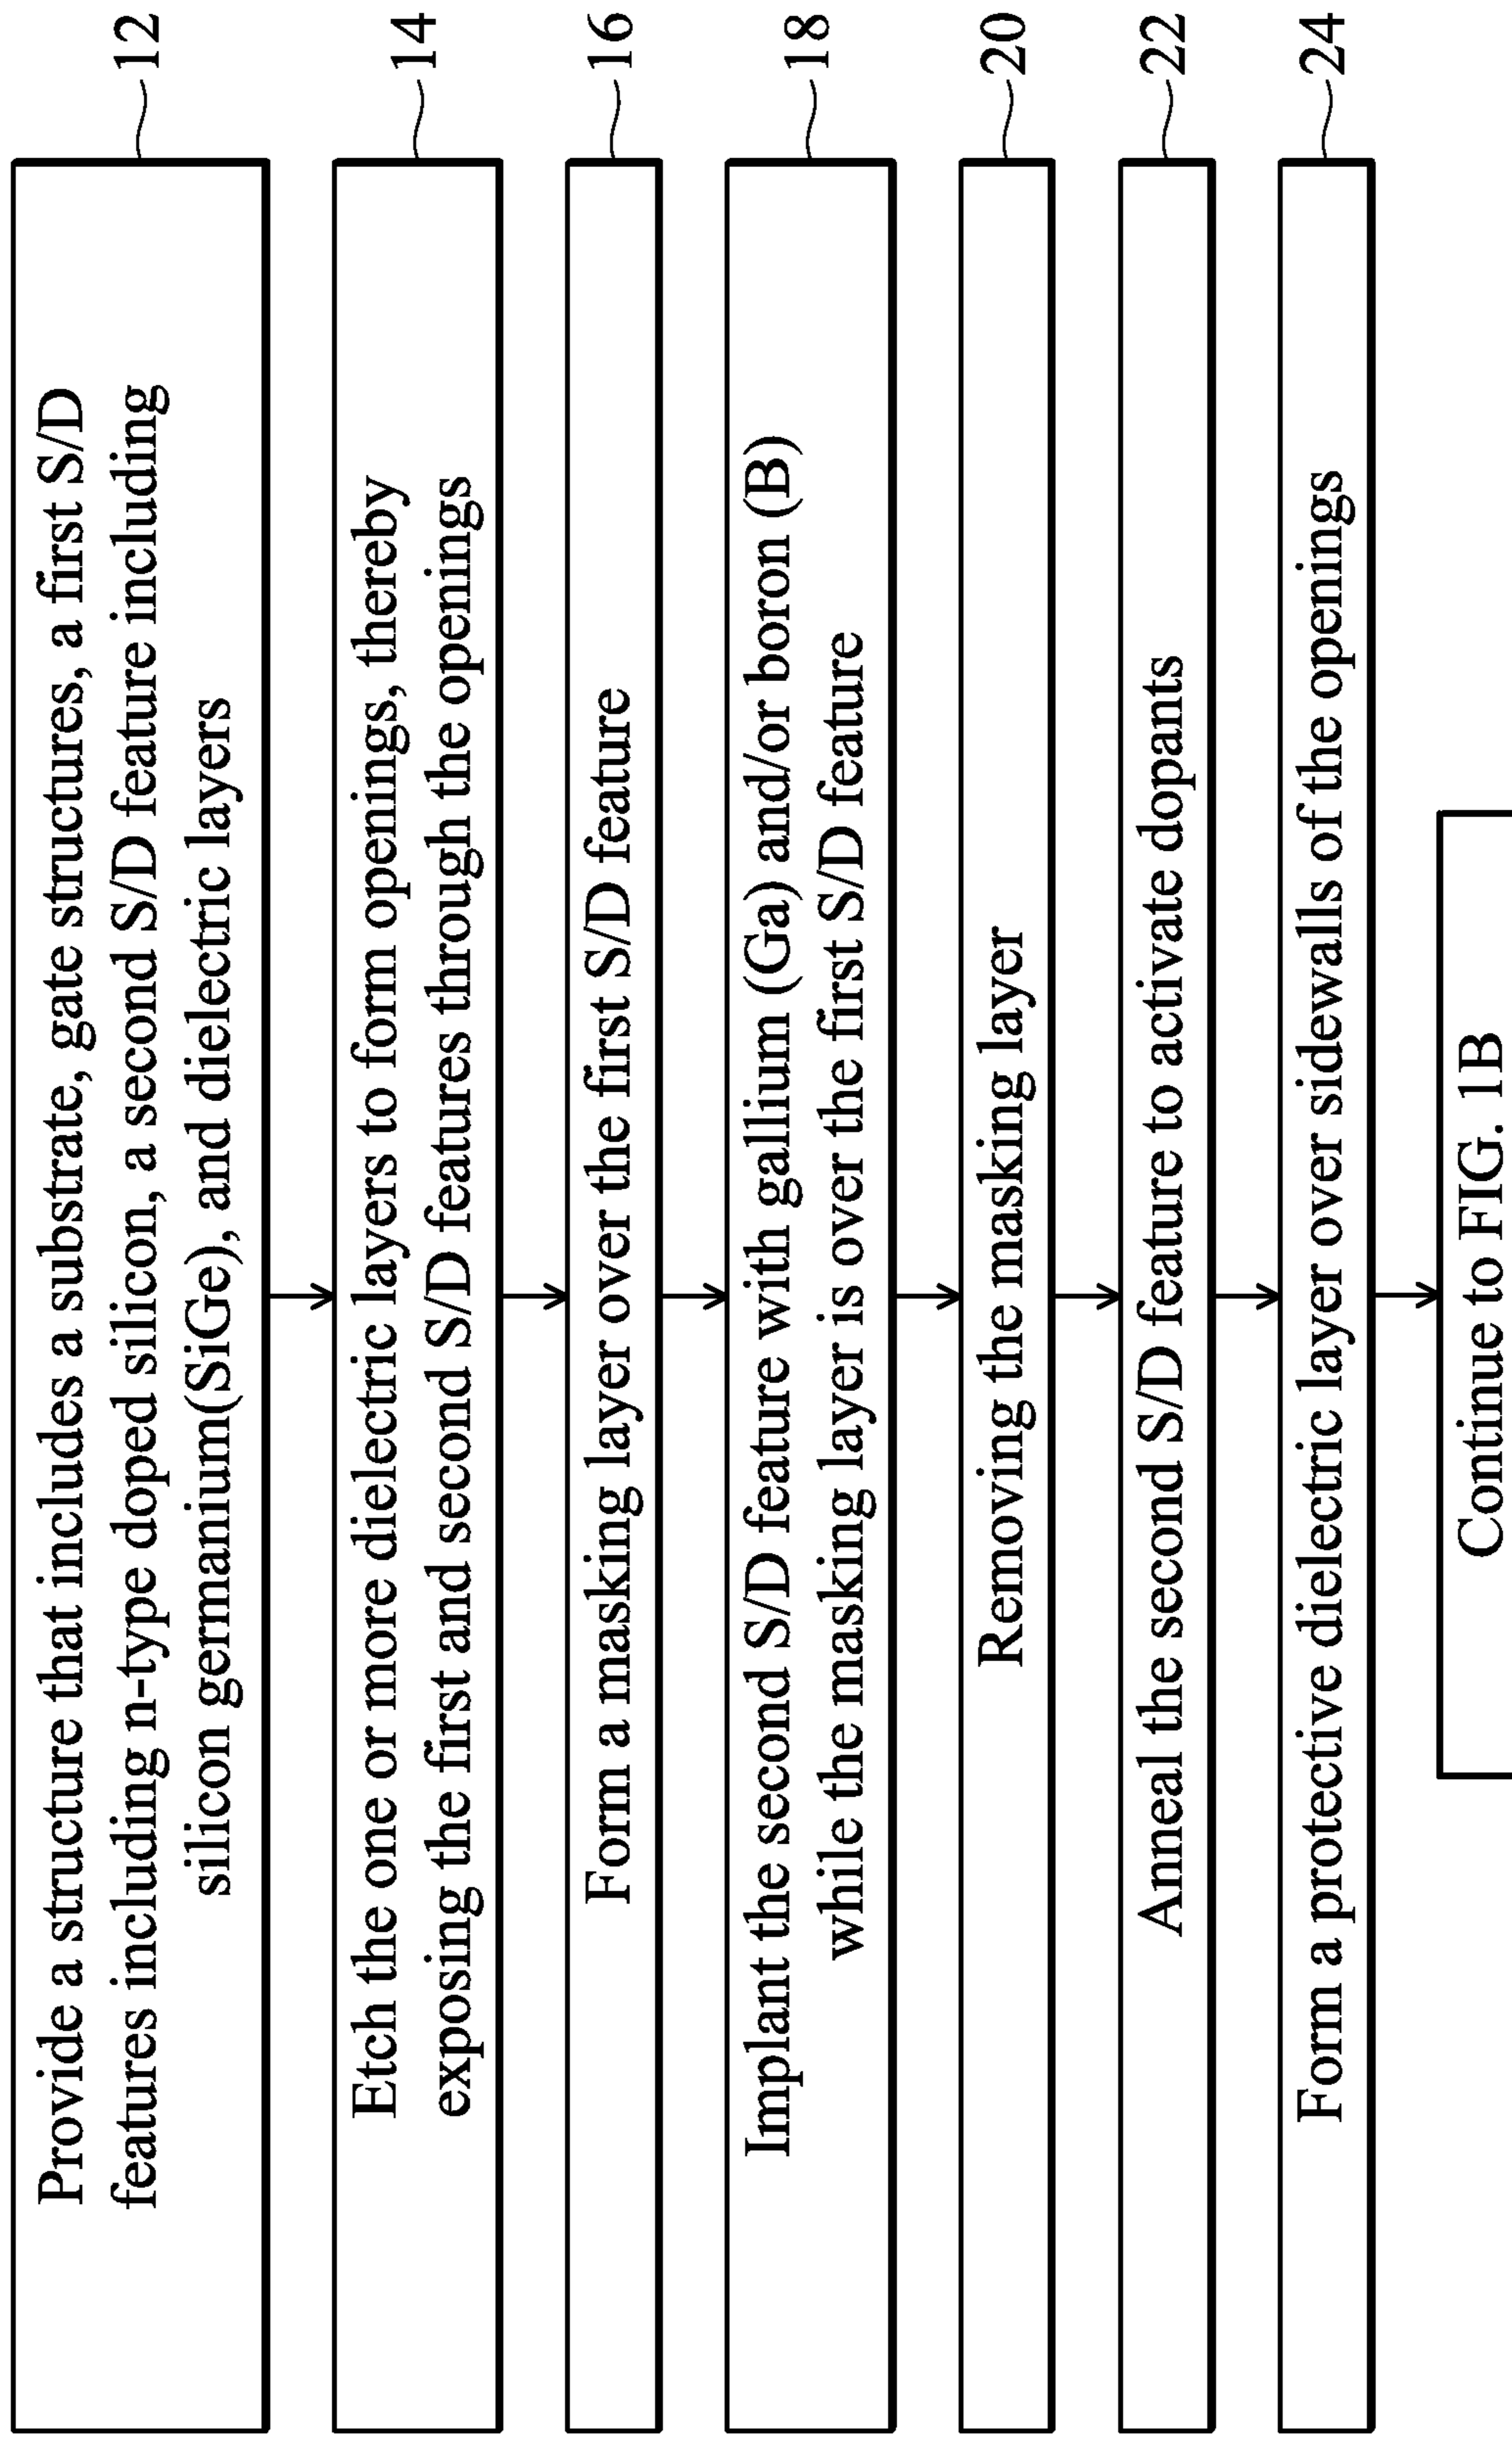 Provide a structure that includes a substrate, gate structures, a first S/D
features including n-type doped silicon, a second S/D feature including
silicon germanium(SiGe), and dielectric layers
12
Etch the one or more dielectric layers to form openings, thereby
exposing the first and second S/D features through the openings
14
Form a masking layer over the first S/D feature
16
Implant the second S/D feature with gallium (Ga) and/or boron (B)
while the masking layer is over the first S/D feature
18
Removing the masking layer
20
Anneal the second S/D feature to activate dopants
22
Form a protective dielectric layer over sidewalls of the openings
24
Continue to FIG. 1B